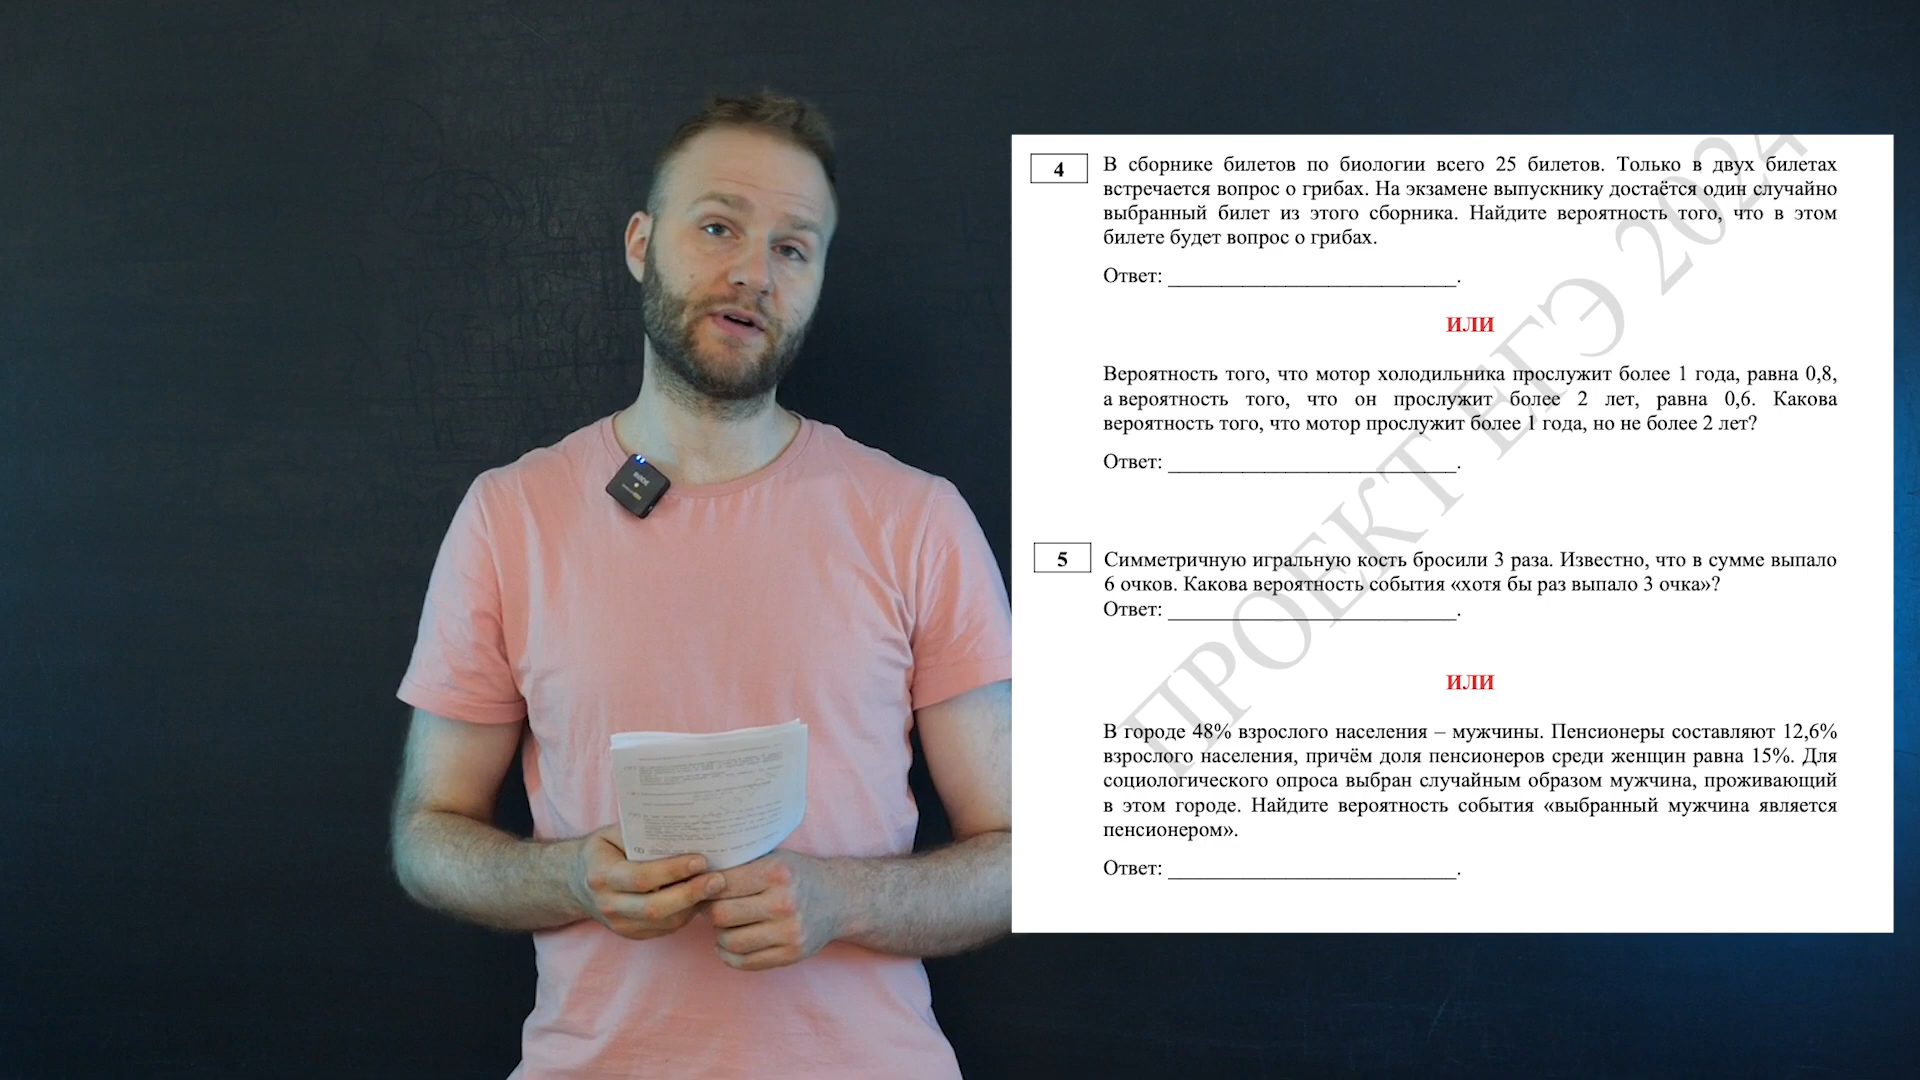 4
В сборнике билетов по биологии всего 25 билетов. Только в двух билетах
встречается вопрос о грибах. На экзамене выпускнику достаётся один случайно
выбранный билет из этого сборника. Найдите вероятность того, что в этом
билете будет вопрос о грибах.
Ответ: ___________________________.
ИЛИ
Вероятность того, что мотор холодильника прослужит более 1 года, равна 0,8,
а вероятность того, что он прослужит более 2 лет, равна 0,6. Какова
вероятность того, что мотор прослужит более 1 года, но не более 2 лет?
Ответ: ___________________________.
5
Симметричную игральную кость бросили 3 раза. Известно, что в сумме выпало
6 очков. Какова вероятность события «хотя бы раз выпало 3 очка»?
Ответ: ___________________________.
ИЛИ
В городе 48% взрослого населения – мужчины. Пенсионеры составляют 12,6%
взрослого населения, причём доля пенсионеров среди женщин равна 15%. Для
социологического опроса выбран случайным образом мужчина, проживающий
в этом городе. Найдите вероятность события «выбранный мужчина является
пенсионером».
Ответ: ___________________________.
ПРОЕКТ ЕГЭ 2024